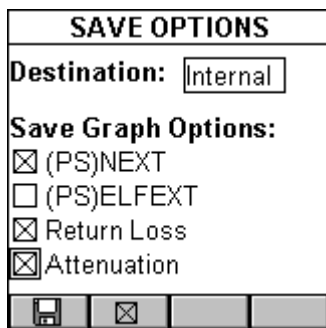 SAVE OPTIONS
Destination: Internal
Save Graph Options:
(PS)NEXT
(PS)ELFEXT
Return Loss
Attenuation